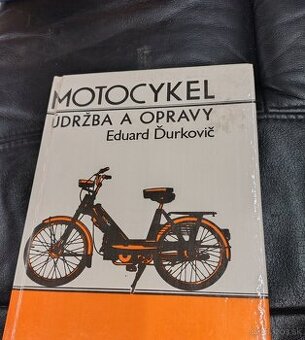 MOTOCYKEL
ÚDRŽBA A OPRAVY
Eduard Ďurkovič